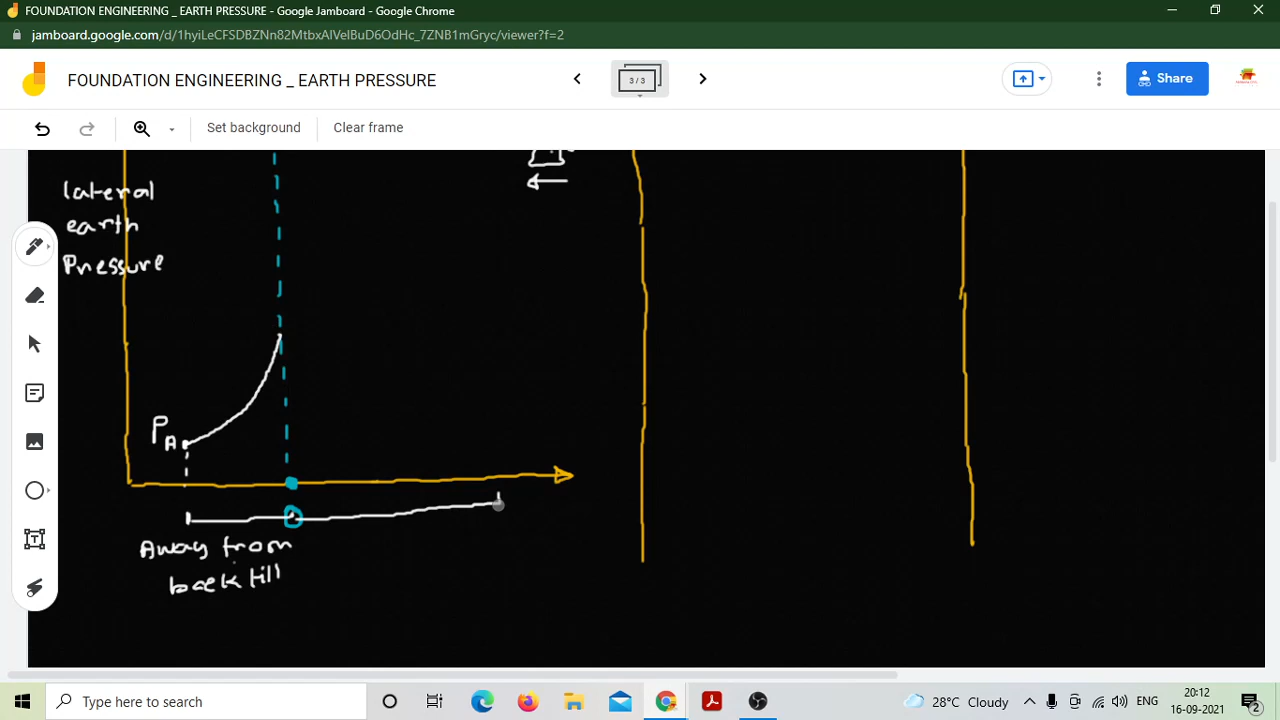 FOUNDATION ENGINEERING _ EARTH PRESSURE - Google Jamboard - Google Chrome
jamboard.google.com/d/1hyiLeCFSDBZNn82MtbxAIVelBuD6OdHc_7ZNB1mGryc/viewer?f=2
FOUNDATION ENGINEERING _ EARTH PRESSURE
3 / 3
Share
Set background
Clear frame
lateral
earth
Pressure
PA
Away from
backfill
Type here to search
28°C Cloudy
ENG
20:12
16-09-2021
2